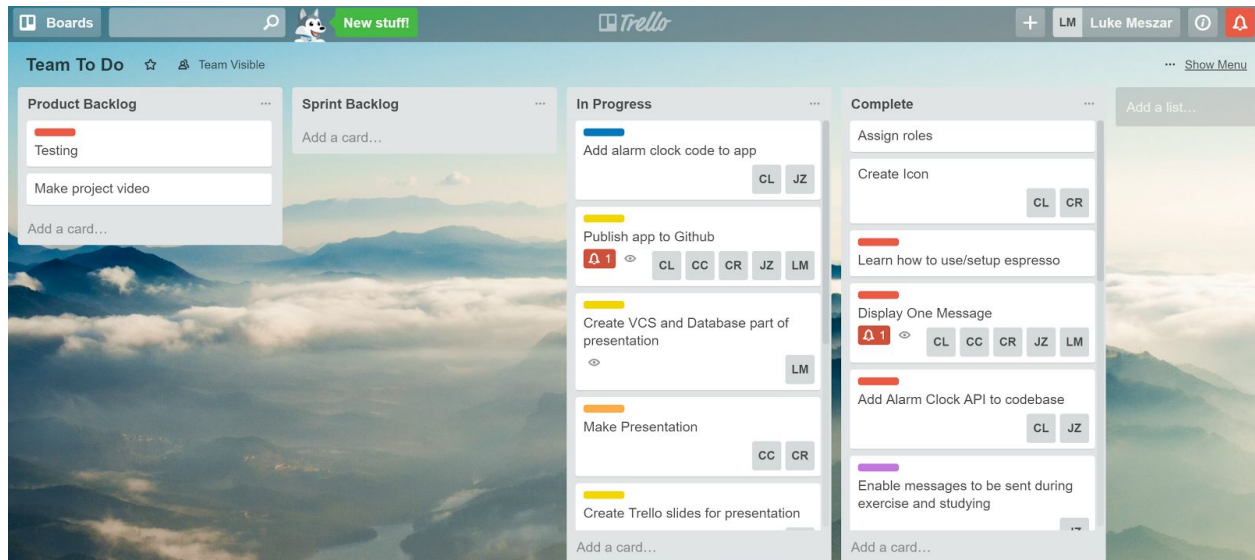 Boards
New stuff!
Trello
+
LM Luke Meszar
Team To Do
Team Visible
... Show Menu
Product Backlog ...
Testing
Make project video
Add a card...
Sprint Backlog ...
Add a card...
In Progress ...
Add alarm clock code to app
CL JZ
Publish app to Github
1 CL CC CR JZ LM
Create VCS and Database part of
presentation
LM
Make Presentation
CC CR
Create Trello slides for presentation
Add a card...
Complete ...
Assign roles
Create Icon
CL CR
Learn how to use/setup espresso
Display One Message
1 CL CC CR JZ LM
Add Alarm Clock API to codebase
CL JZ
Enable messages to be sent during
exercise and studying
JZ
Add a card...
Add a list...